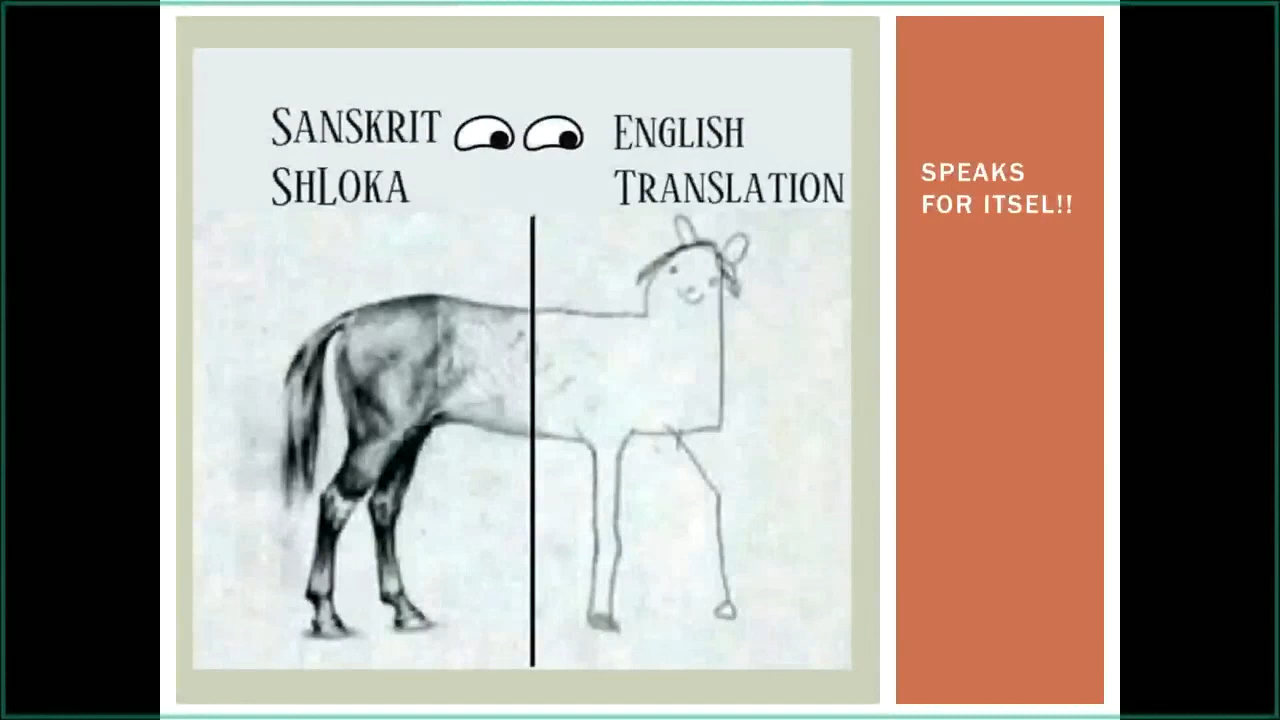 SANSKRIT
SHLOKA
ENGLISH
TRANSLATION
SPEAKS
FOR ITSEL!!